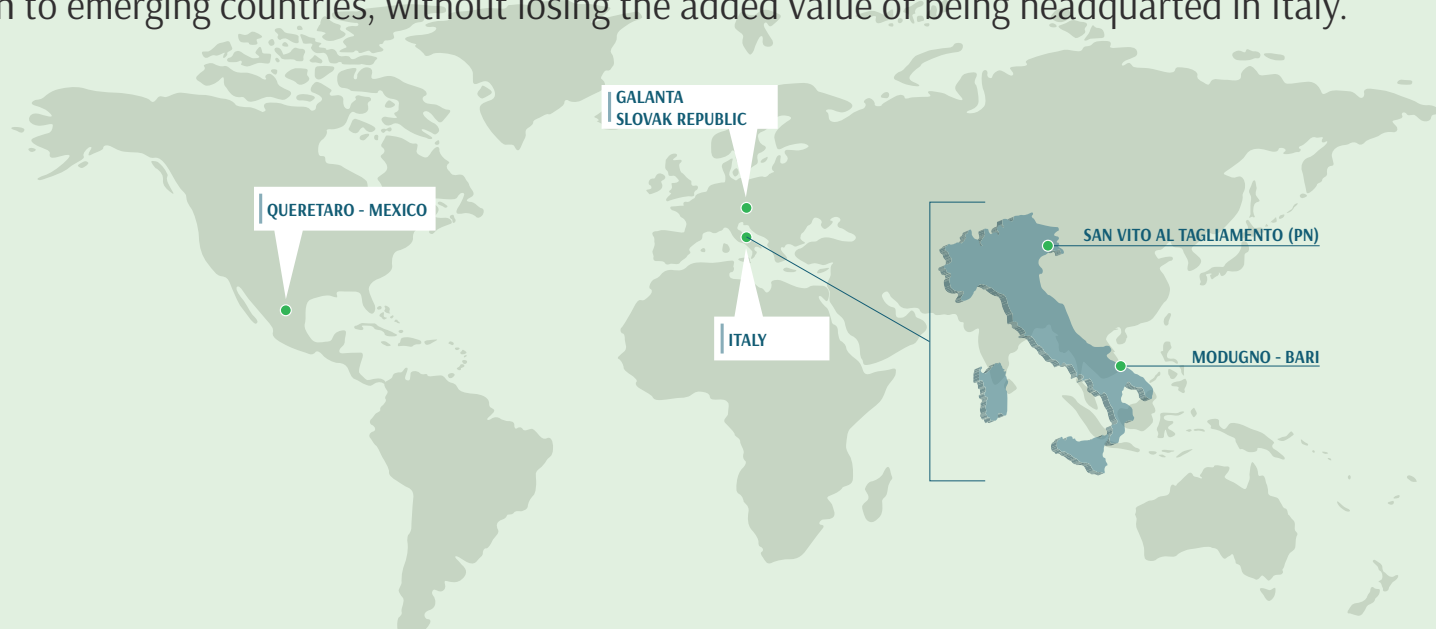 n to emerging countries, without losing the added value of being headquarted in Italy.
GALANTA
SLOVAK REPUBLIC
QUERETARO - MEXICO
SAN VITO AL TAGLIAMENTO (PN)
ITALY
MODUGNO - BARI